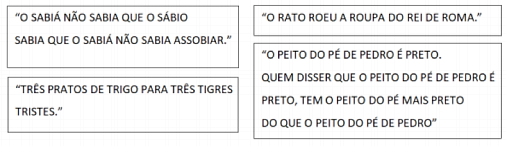 “O SABIÁ NÃO SABIA QUE O SÁBIO
SABIA QUE O SABIÁ NÃO SABIA ASSOBIAR.”
“TRÊS PRATOS DE TRIGO PARA TRÊS TIGRES
TRISTES.”
“O RATO ROEU A ROUPA DO REI DE ROMA.”
“O PEITO DO PÉ DE PEDRO É PRETO.
QUEM DISSER QUE O PEITO DO PÉ DE PEDRO É
PRETO, TEM O PEITO DO PÉ MAIS PRETO
DO QUE O PEITO DO PÉ DE PEDRO”